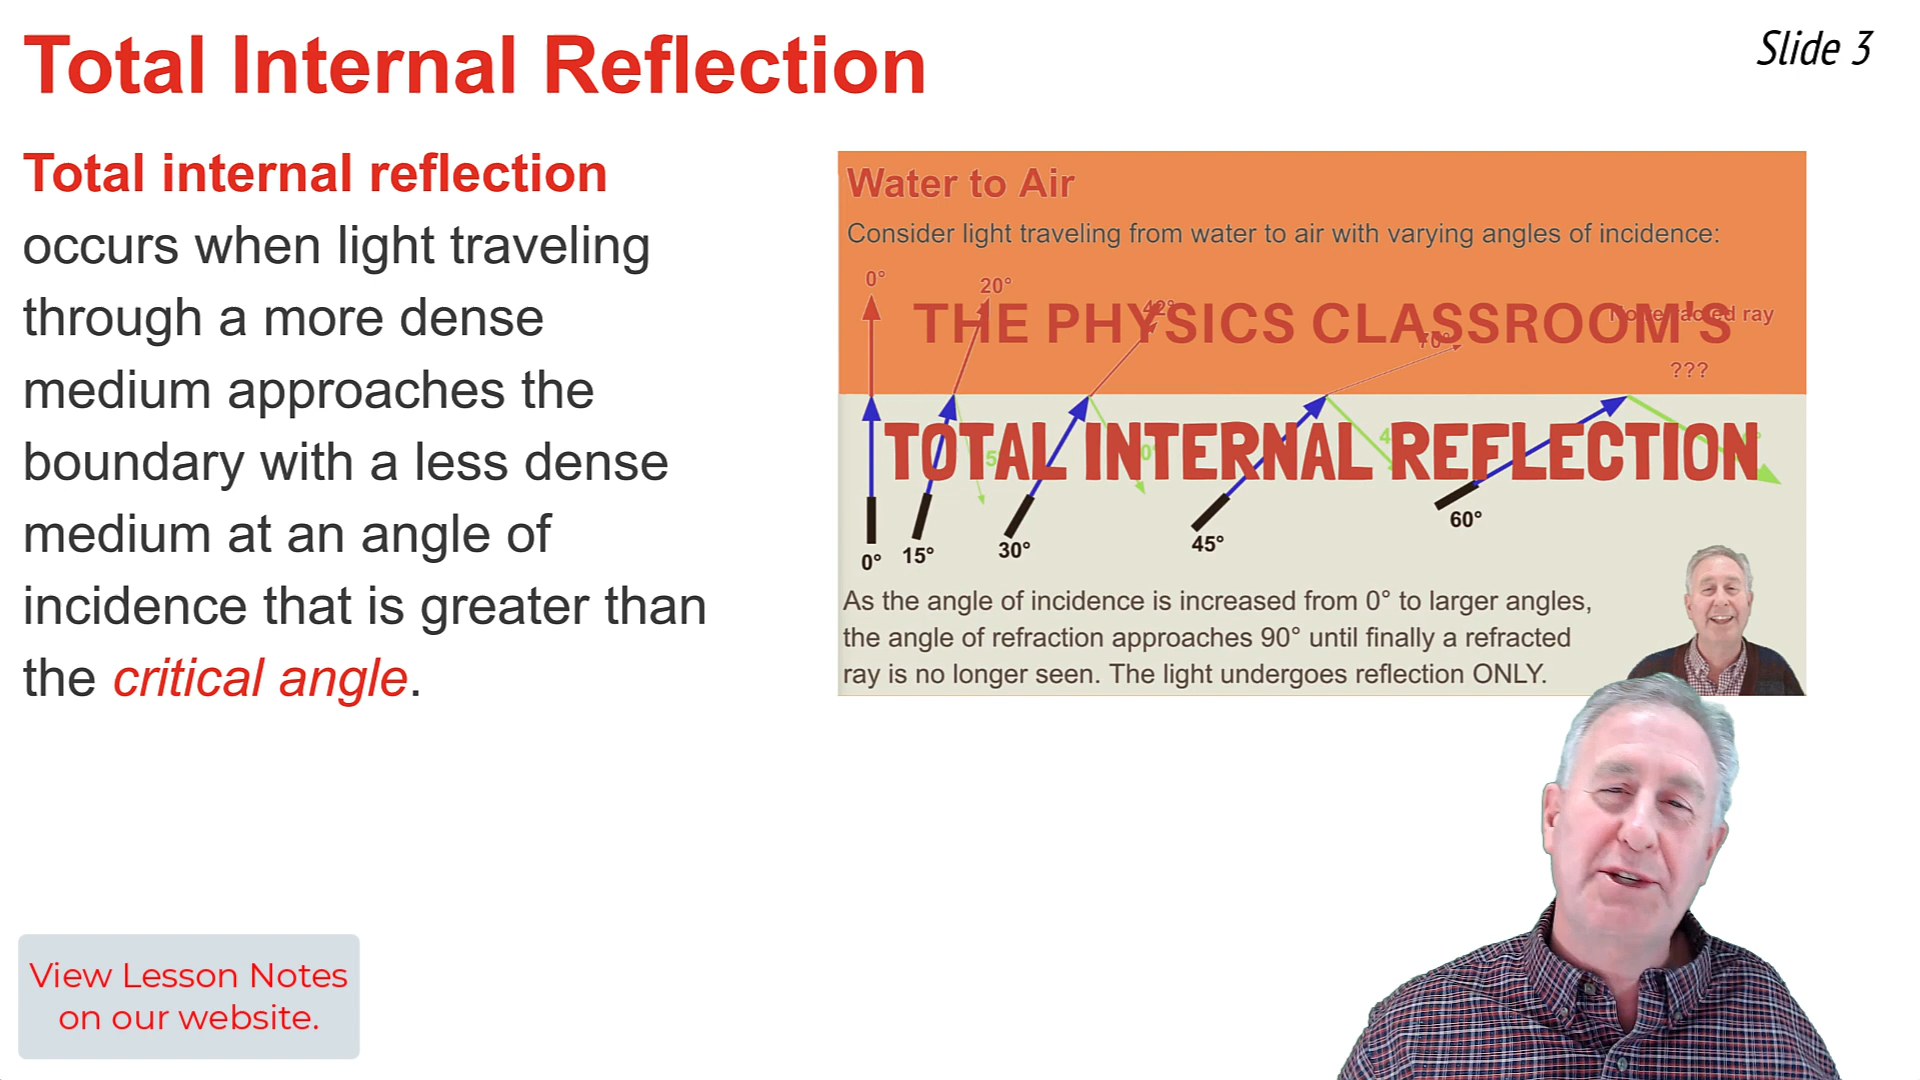 Total Internal Reflection
Slide 3
Total internal reflection
occurs when light traveling
through a more dense
medium approaches the
boundary with a less dense
medium at an angle of
incidence that is greater than
the critical angle.
Water to Air
Consider light traveling from water to air with varying angles of incidence:
0°
20°
42°
70°
ray
???
THE PHYSICS CLASSROOM'S
TOTAL INTERNAL REFLECTION
0°
15°
30°
45°
60°
As the angle of incidence is increased from 0° to larger angles,
the angle of refraction approaches 90° until finally a refracted
ray is no longer seen. The light undergoes reflection ONLY.
View Lesson Notes
on our website.